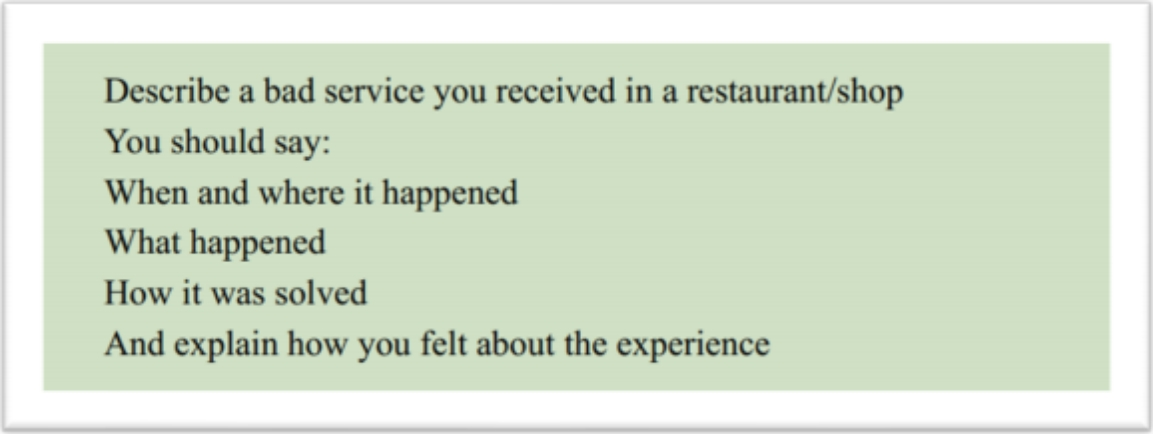 Describe a bad service you received in a restaurant/shop
You should say:
When and where it happened
What happened
How it was solved
And explain how you felt about the experience